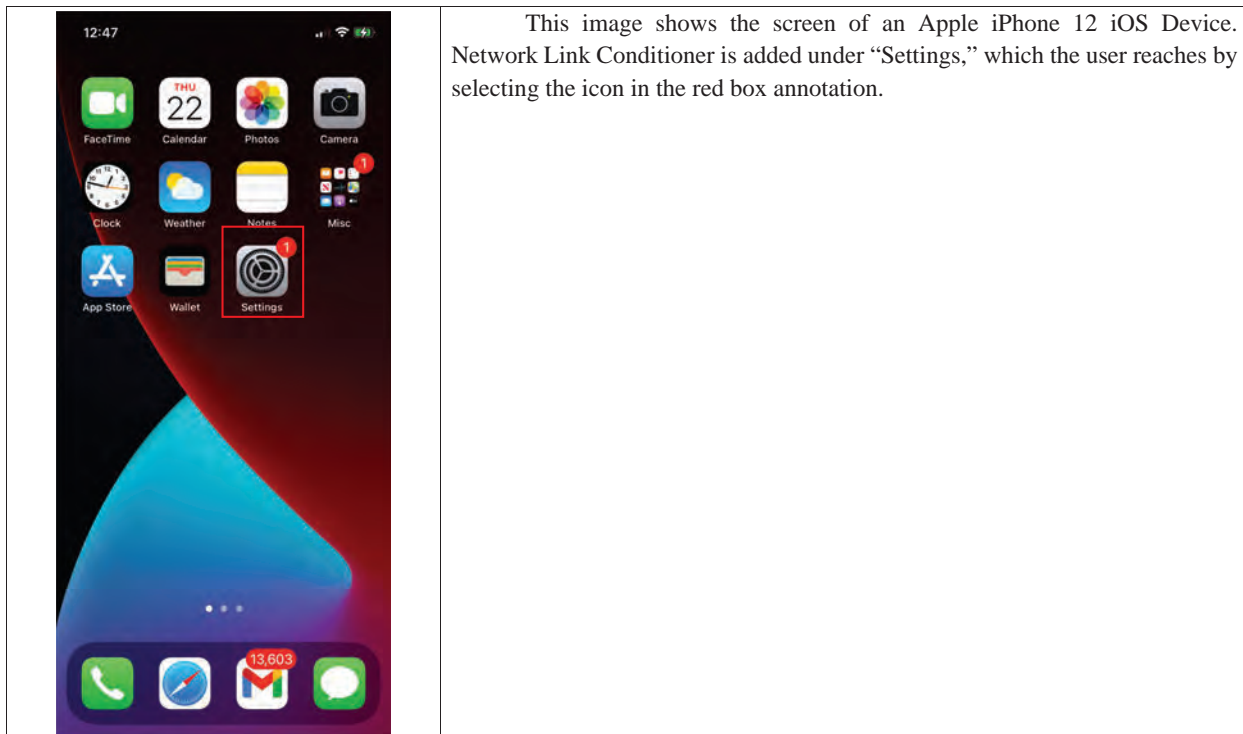 12:47
This image shows the screen of an Apple iPhone 12 iOS Device.
Network Link Conditioner is added under “Settings,” which the user reaches by
selecting the icon in the red box annotation.
THU
22
FaceTime Calendar Photos Camera
1
Clock Weather Notes Misc
1
App Store Wallet Settings
13,603